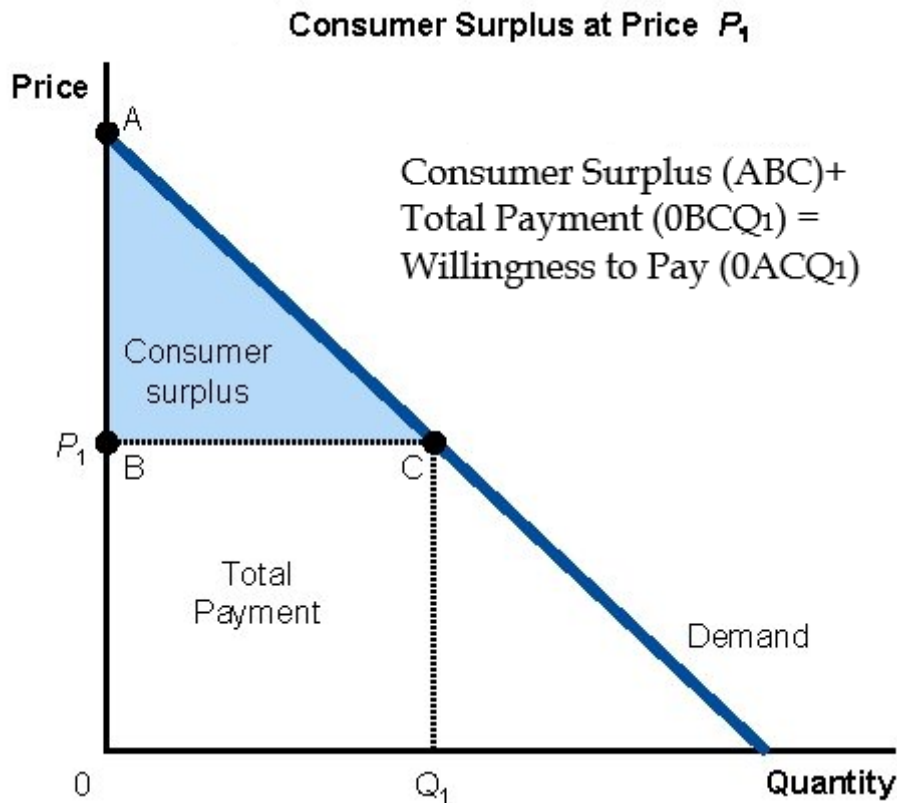 Consumer Surplus at Price P₁
Price
A
Consumer Surplus (ABC)+
Total Payment (0BCQ₁) =
Willingness to Pay (0ACQ₁)
Consumer
surplus
P₁
B
C
Total
Payment
Demand
0
Q₁
Quantity